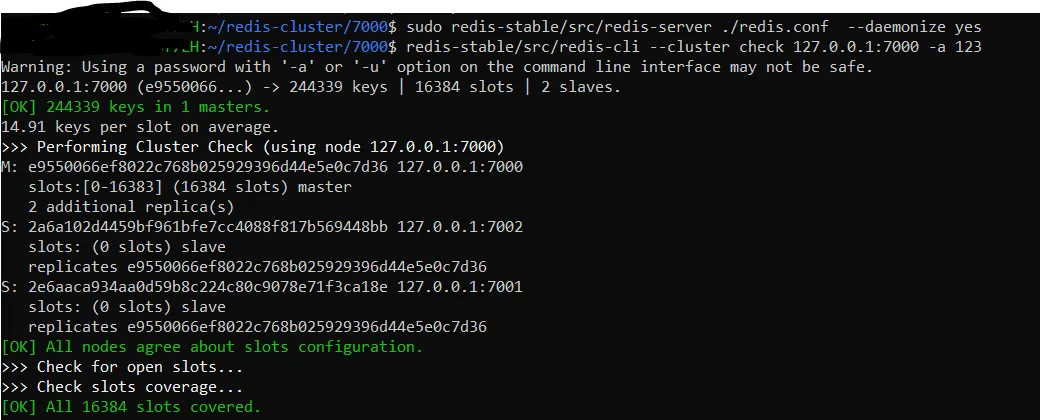 H:~/redis-cluster/7000$ sudo redis-stable/src/redis-server ./redis.conf  --daemonize yes
H:~/redis-cluster/7000$ redis-stable/src/redis-cli --cluster check 127.0.0.1:7000 -a 123
Warning: Using a password with '-a' or '-u' option on the command line interface may not be safe.
127.0.0.1:7000 (e9550066...) -> 244339 keys | 16384 slots | 2 slaves.
[OK] 244339 keys in 1 masters.
14.91 keys per slot on average.
>>> Performing Cluster Check (using node 127.0.0.1:7000)
M: e9550066ef8022c768b025929396d44e5e0c7d36 127.0.0.1:7000
   slots:[0-16383] (16384 slots) master
   2 additional replica(s)
S: 2a6a102d4459bf961bfe7cc4088f817b569448bb 127.0.0.1:7002
   slots: (0 slots) slave
   replicates e9550066ef8022c768b025929396d44e5e0c7d36
S: 2e6aaca934aa0d59b8c224c80c9078e71f3ca18e 127.0.0.1:7001
   slots: (0 slots) slave
   replicates e9550066ef8022c768b025929396d44e5e0c7d36
[OK] All nodes agree about slots configuration.
>>> Check for open slots...
>>> Check slots coverage...
[OK] All 16384 slots covered.